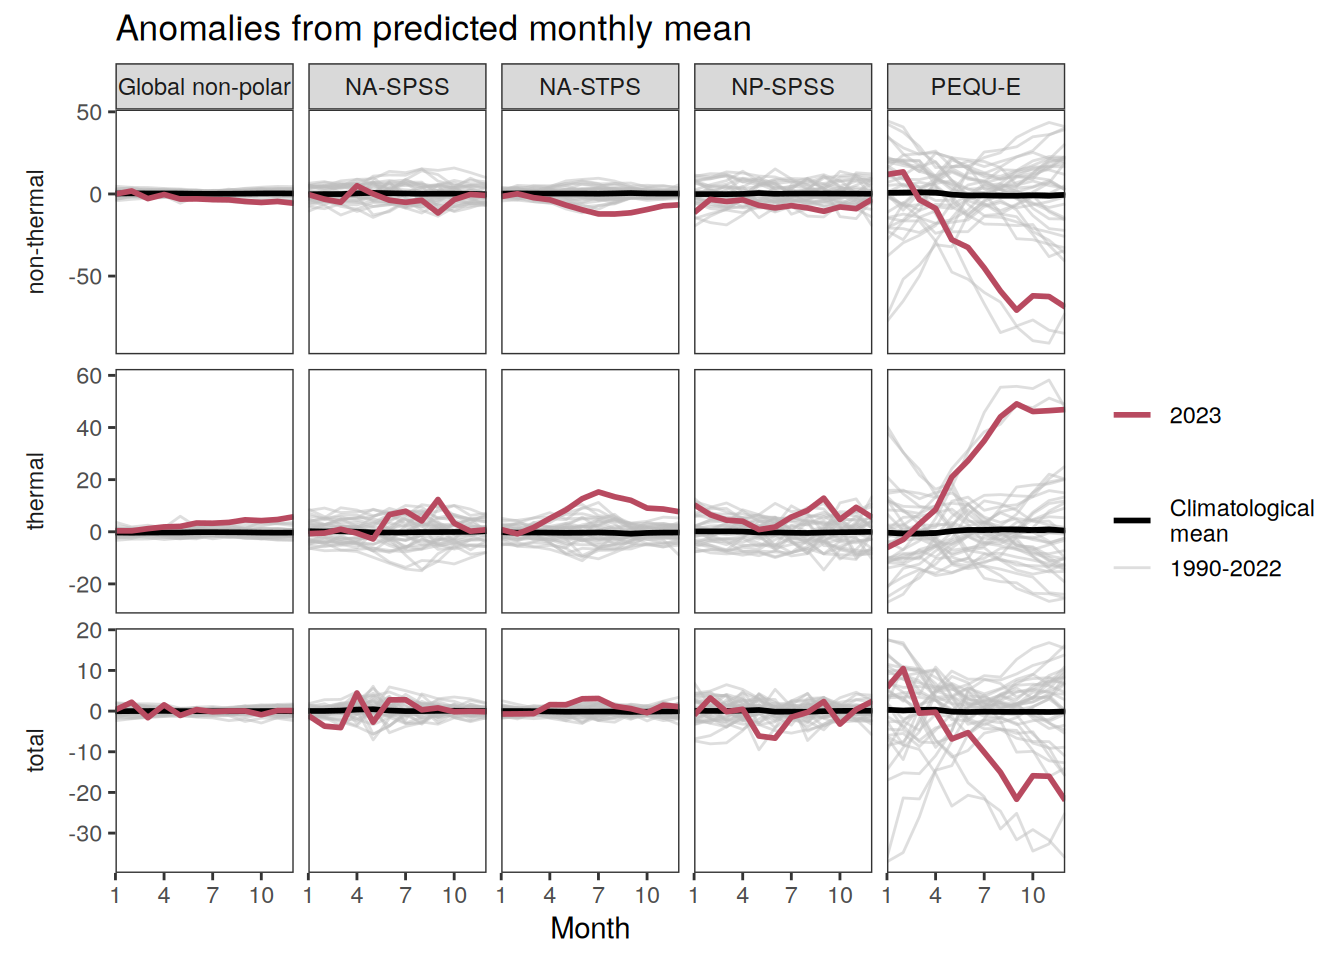 Anomalies from predicted monthly mean
Global non-polar NA-SPSS NA-STPS NP-SPSS PEQU-E
non-thermal
50
0
-50
thermal
60
40
20
0
-20
total
20
10
0
-10
-20
-30
1 4 7 10 1 4 7 10 1 4 7 10 1 4 7 10 1 4 7 10
Month
2023
Climatological
mean
1990-2022